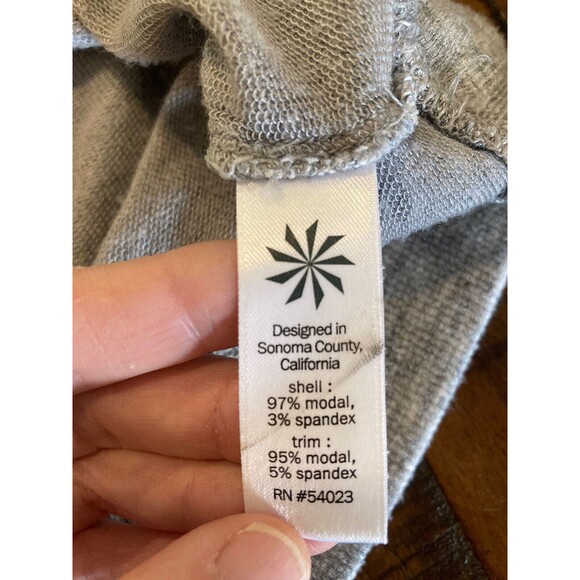 Designed in
Sonoma County,
California
shell :
97% modal,
3% spandex
trim :
95% modal,
5% spandex
RN #54023